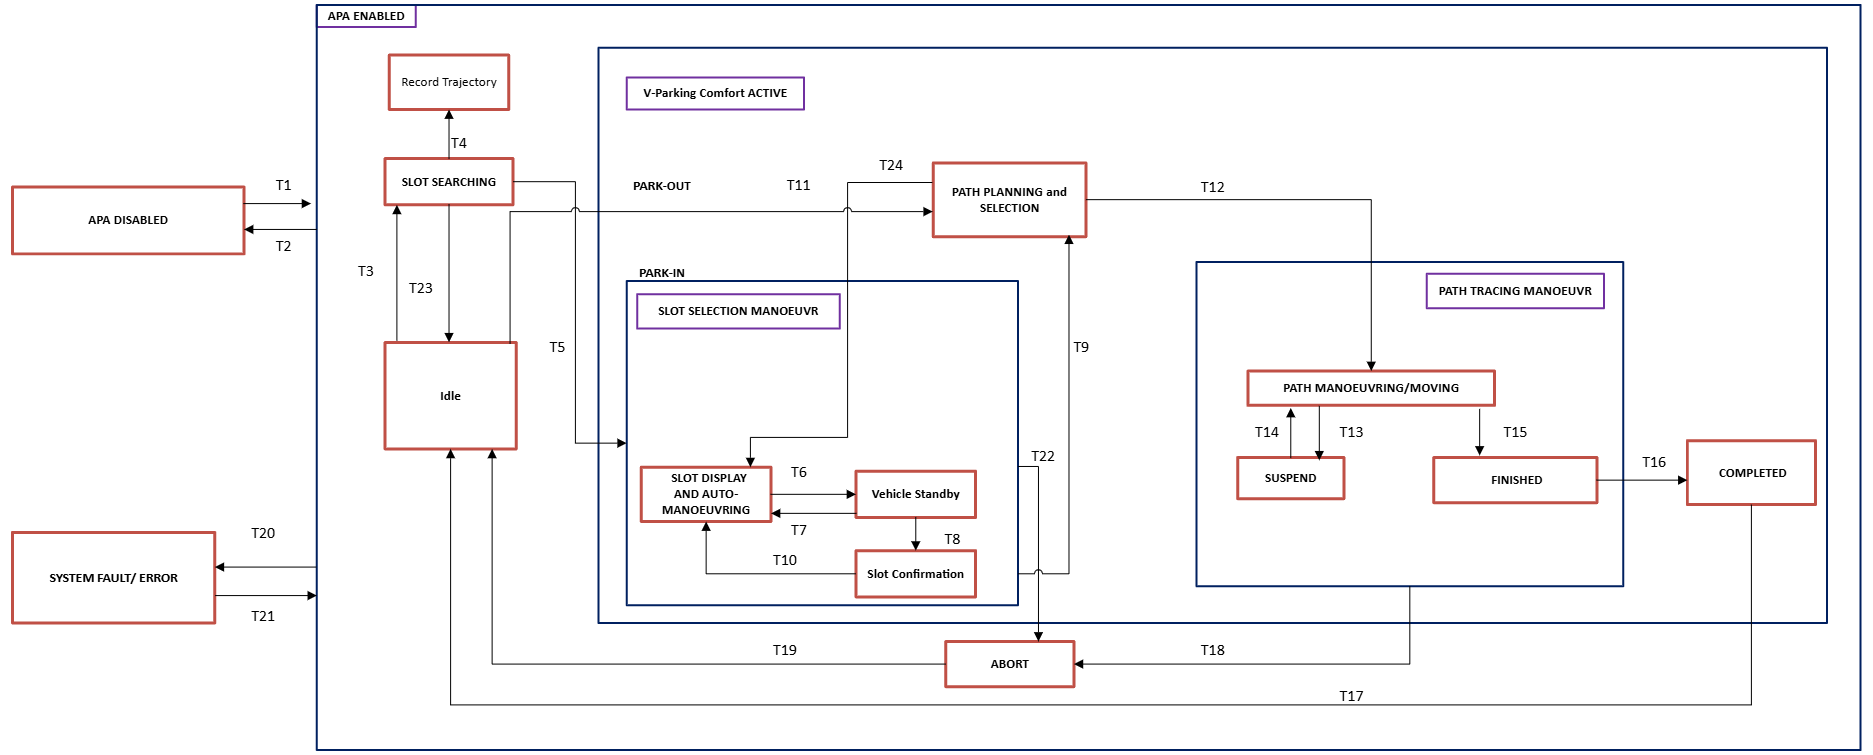 APA ENABLED
Record Trajectory
V-Parking Comfort ACTIVE
T4
SLOT SEARCHING
T24
PARK-OUT
T11
PATH PLANNING and
SELECTION
T12
T1
APA DISABLED
T2
T3
T23
PARK-IN
SLOT SELECTION MANOEUVR
PATH TRACING MANOEUVR
T5
T9
Idle
PATH MANOEUVRING/MOVING
T14
T13
T15
T22
T16
SLOT DISPLAY
AND AUTO-
MANOEUVRING
T6
Vehicle Standby
SUSPEND
FINISHED
COMPLETED
T7
T8
T10
Slot Confirmation
T20
SYSTEM FAULT/ ERROR
T21
T19
ABORT
T18
T17